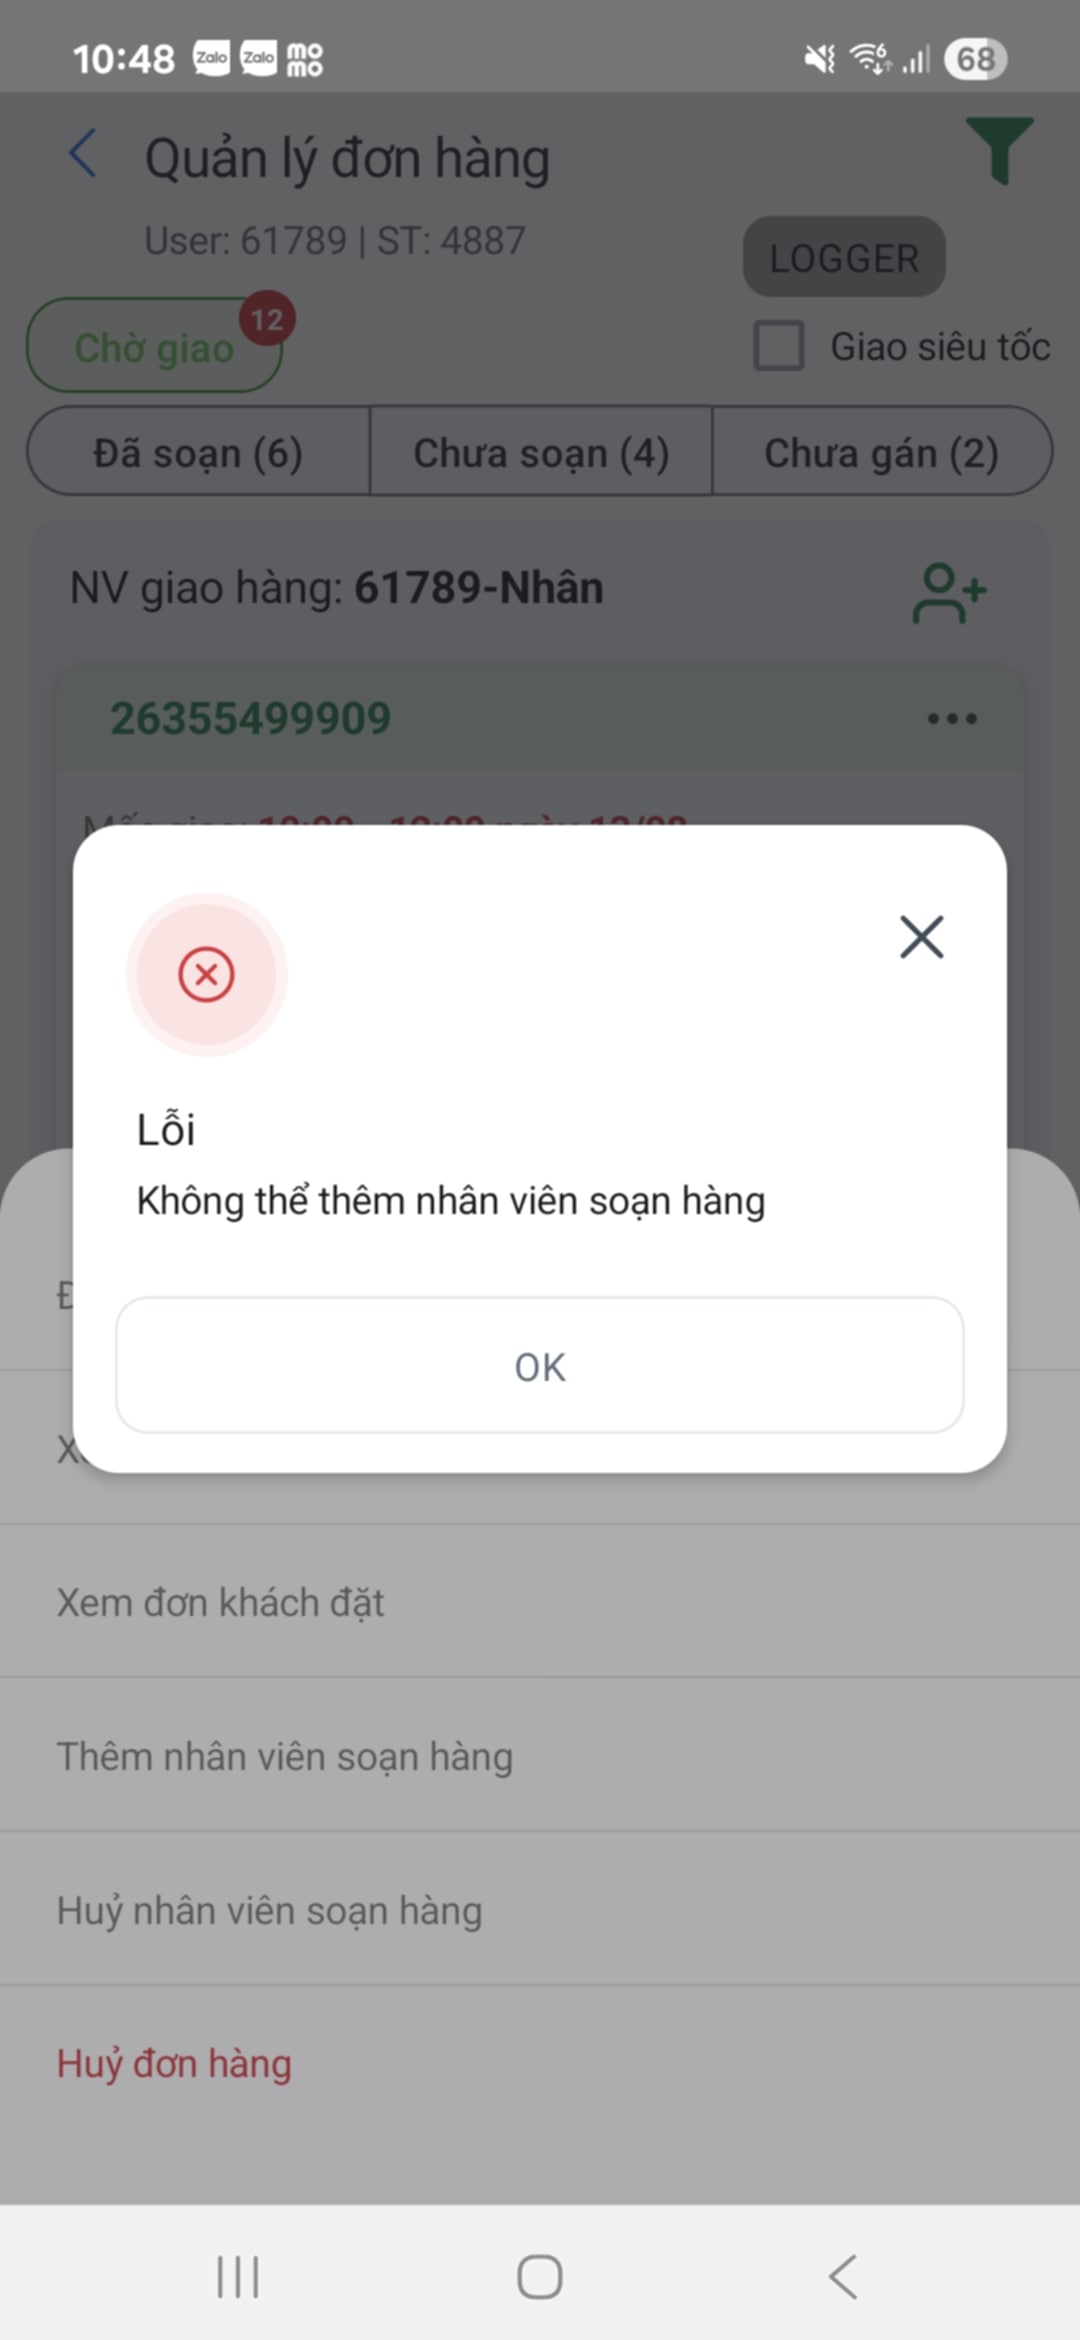 10:48 Zalo Zalo mo mo 6 68
Quản lý đơn hàng
User: 61789 | ST: 4887
LOGGER
Chờ giao 12
Giao siêu tốc
Đã soạn (6) Chưa soạn (4) Chưa gán (2)
NV giao hàng: 61789-Nhân
26355499909
Lỗi
Không thể thêm nhân viên soạn hàng
OK
Xem đơn khách đặt
Thêm nhân viên soạn hàng
Huỷ nhân viên soạn hàng
Huỷ đơn hàng